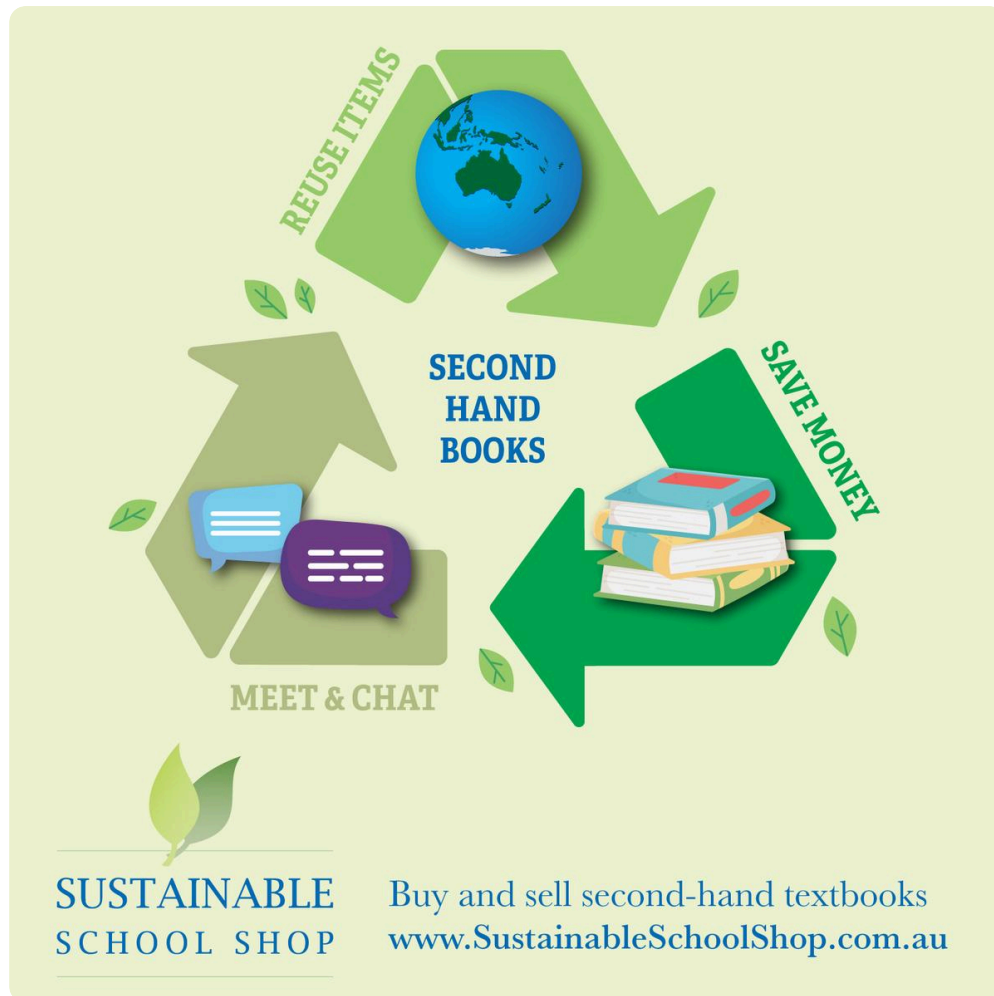 REUSE ITEMS
SAVE MONEY
SECOND
HAND
BOOKS
MEET & CHAT
SUSTAINABLE
SCHOOL SHOP
Buy and sell second-hand textbooks
www.SustainableSchoolShop.com.au